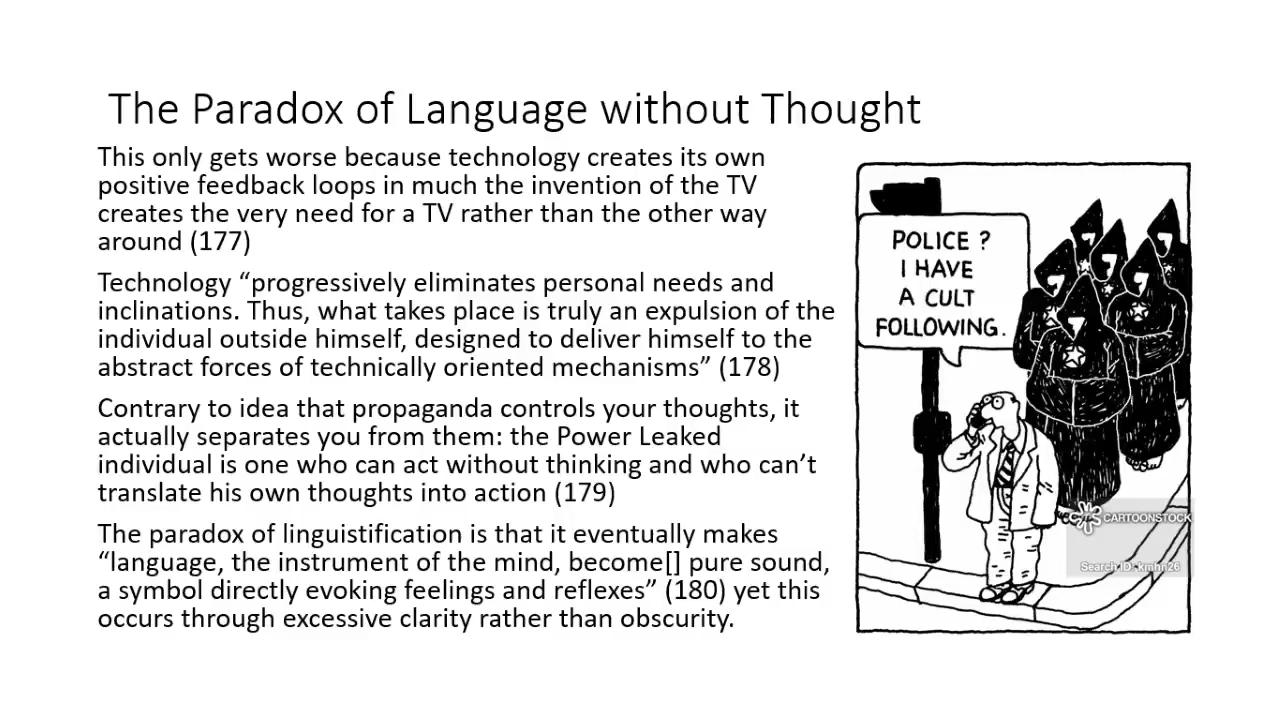 The Paradox of Language without Thought
This only gets worse because technology creates its own
positive feedback loops in much the invention of the TV
creates the very need for a TV rather than the other way
around (177)
Technology “progressively eliminates personal needs and
inclinations. Thus, what takes place is truly an expulsion of the
individual outside himself, designed to deliver himself to the
abstract forces of technically oriented mechanisms” (178)
Contrary to idea that propaganda controls your thoughts, it
actually separates you from them: the Power Leaked
individual is one who can act without thinking and who can’t
translate his own thoughts into action (179)
The paradox of linguistification is that it eventually makes
“language, the instrument of the mind, become[] pure sound,
a symbol directly evoking feelings and reflexes” (180) yet this
occurs through excessive clarity rather than obscurity.
POLICE ?
I HAVE
A CULT
FOLLOWING.
CARTOONSTOCK
Search ID: kmhn26